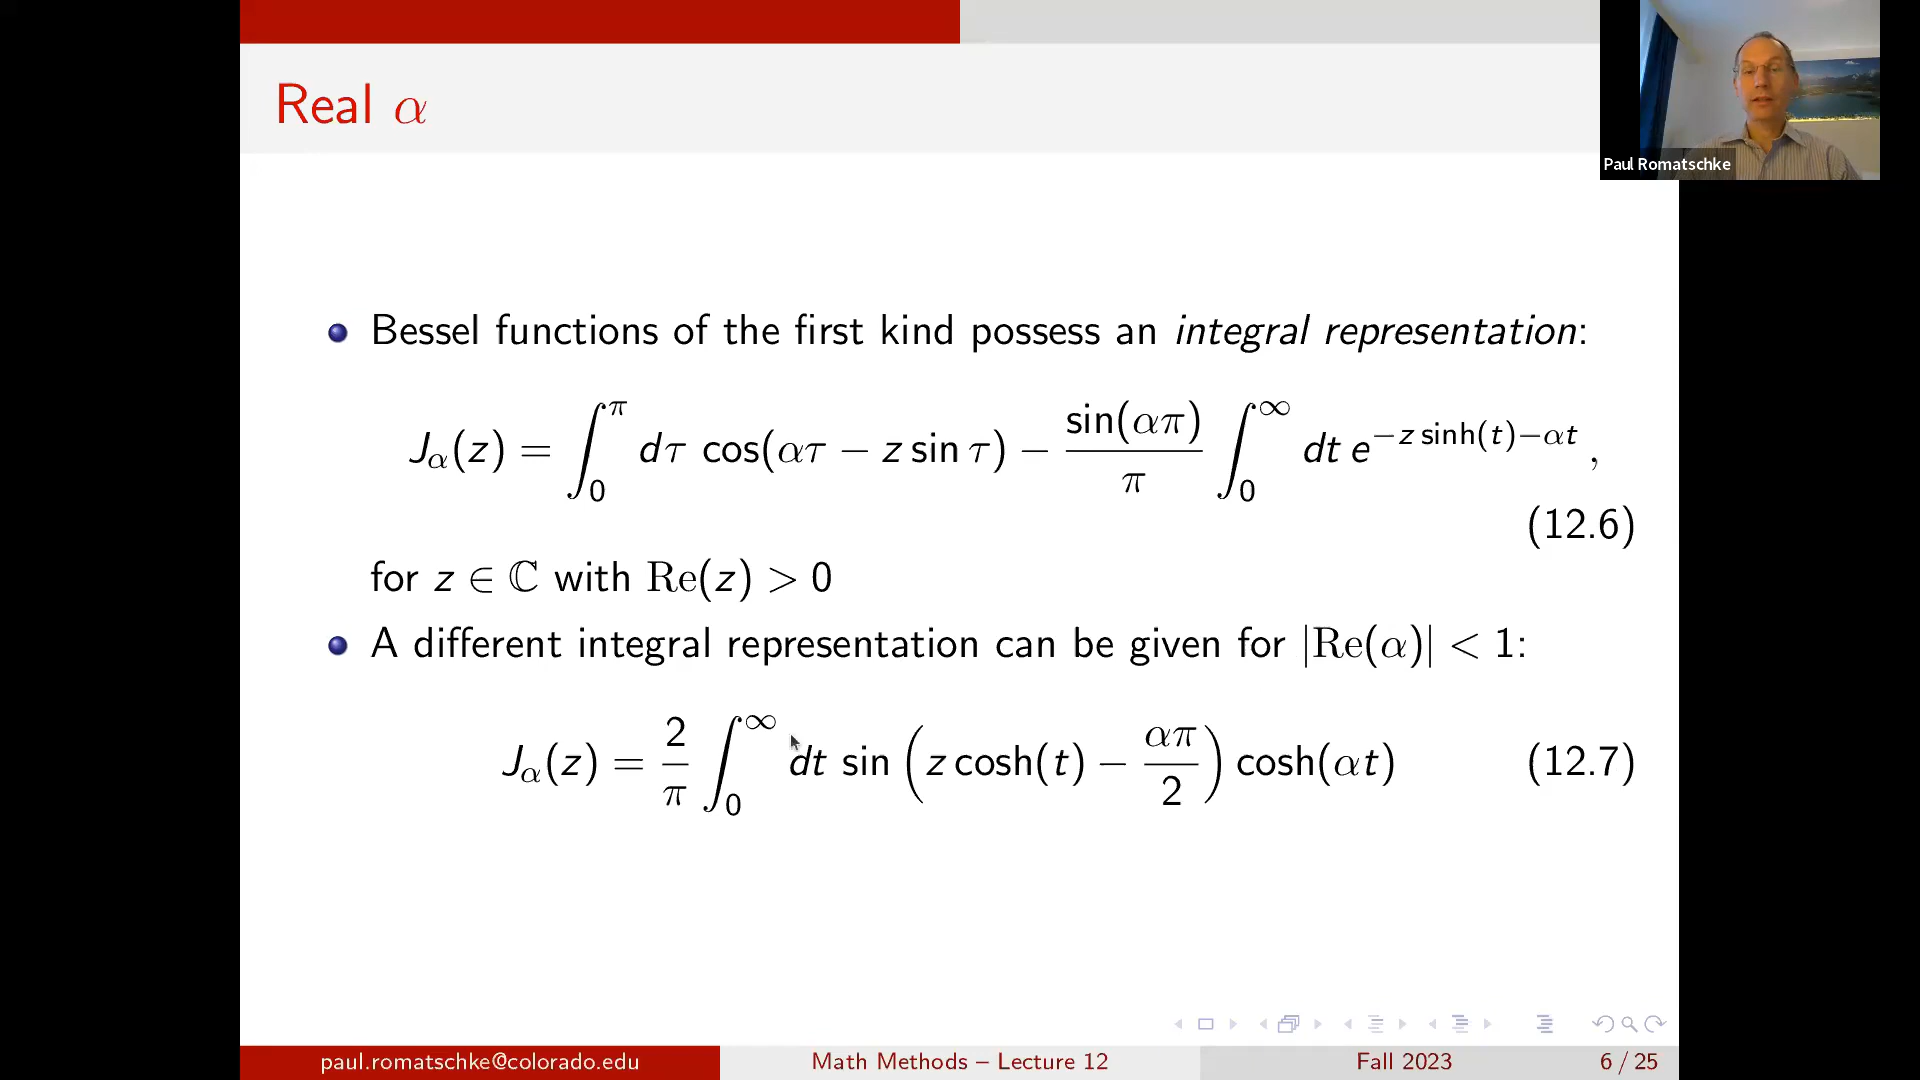 Real α
Paul Romatschke
Bessel functions of the first kind possess an integral representation:
J_α(z) = ∫_0^π dτ cos(ατ − z sin τ) − sin(απ)/π ∫_0^∞ dt e^{−z sinh(t)−αt} ,
(12.6)
for z ∈ ℂ with Re(z) > 0
A different integral representation can be given for |Re(α)| < 1:
J_α(z) = 2/π ∫_0^∞ dt sin (z cosh(t) − απ/2) cosh(αt) (12.7)
paul.romatschke@colorado.edu Math Methods – Lecture 12 Fall 2023 6 / 25